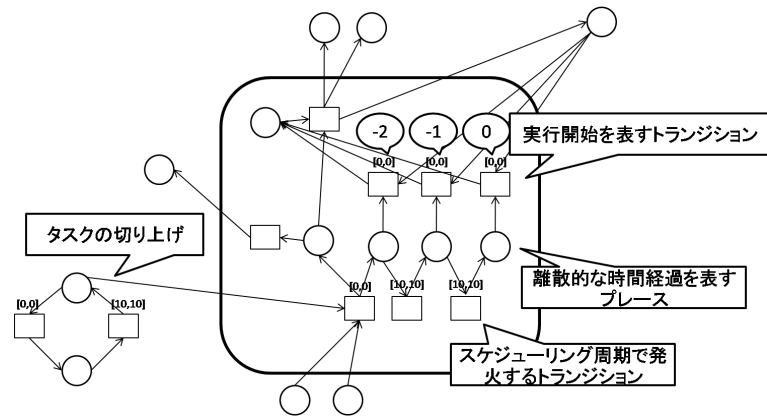 -2
-1
0
実行開始を表すトランジション
[0,0]
[0,0]
[0,0]
タスクの切り上げ
離散的な時間経過を表す
プレース
[0,0]
[10,10]
[0,0]
[10,10]
[10,10]
スケジューリング周期で発
火するトランジション